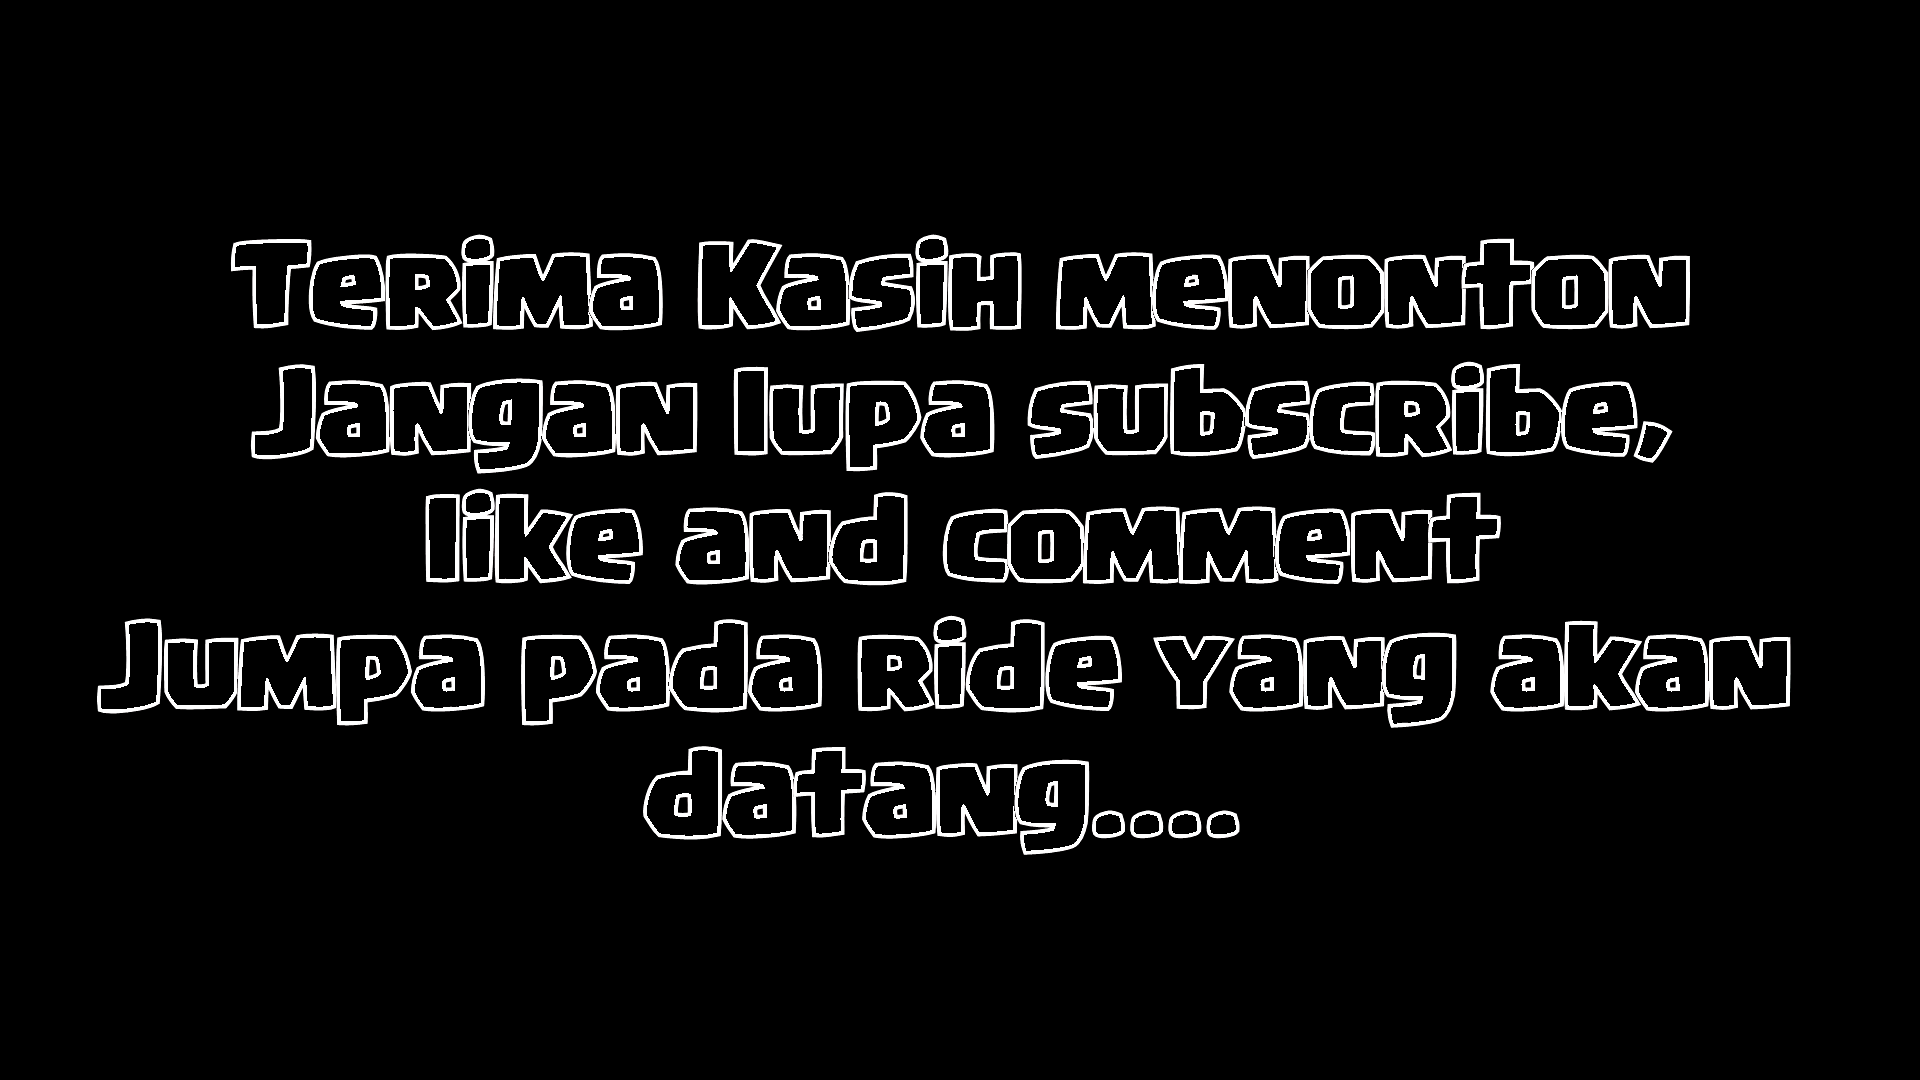 Terima Kasih menonton
Jangan lupa subscribe,
like and comment
Jumpa pada ride yang akan
datang....